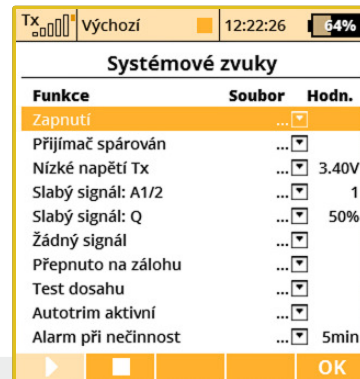 Tx Výchozí 12:22:26 64%
Systémové zvuky
Funkce Soubor Hodn.
Zapnutí ...
Přijímač spárován ...
Nízké napětí Tx ... 3.40V
Slabý signál: A1/2 ... 1
Slabý signál: Q ... 50%
Žádný signál ...
Přepnuto na zálohu ...
Test dosahu ...
Autotrim aktivní ...
Alarm při nečinnost ... 5min
OK